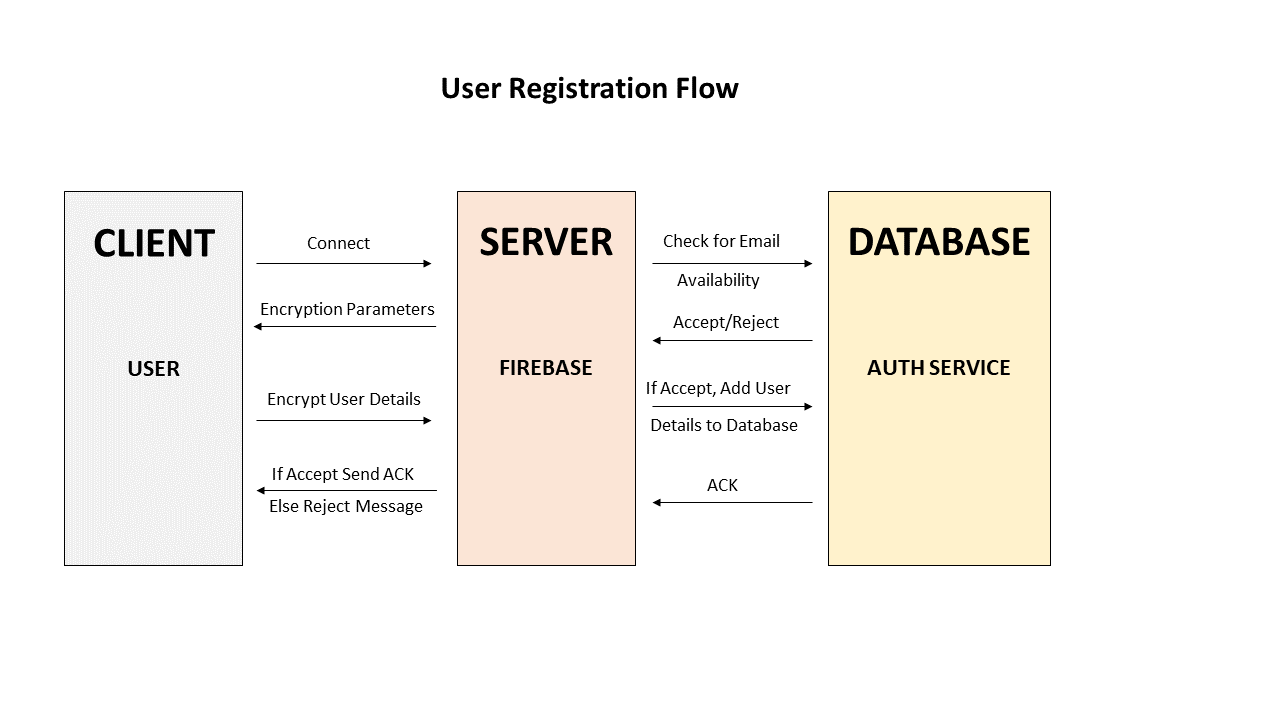 User Registration Flow
CLIENT
USER
Connect
Encryption Parameters
Encrypt User Details
If Accept Send ACK
Else Reject Message
SERVER
FIREBASE
Check for Email
Availability
Accept/Reject
If Accept, Add User
Details to Database
ACK
DATABASE
AUTH SERVICE